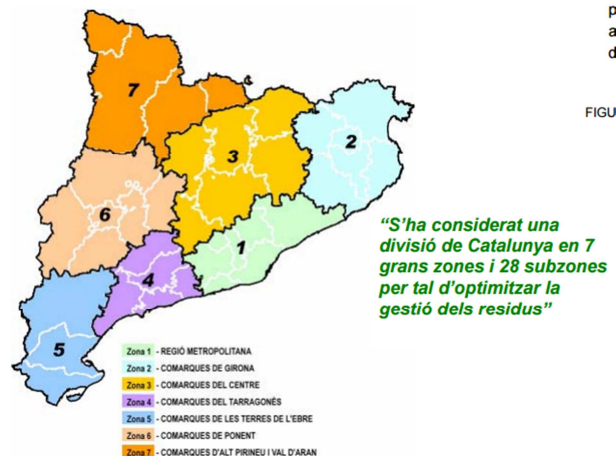 p
a
d
FIGU
7
3
2
6
1
4
5
“S’ha considerat una
divisió de Catalunya en 7
grans zones i 28 subzones
per tal d’optimitzar la
gestió dels residus”
Zona 1 - REGIÓ METROPOLITANA
Zona 2 - COMARQUES DE GIRONA
Zona 3 - COMARQUES DEL CENTRE
Zona 4 - COMARQUES DEL TARRAGONÉS
Zona 5 - COMARQUES DE LES TERRES DE L'EBRE
Zona 6 - COMARQUES DE PONENT
Zona 7 - COMARQUES D'ALT PIRINEU I VAL D'ARAN